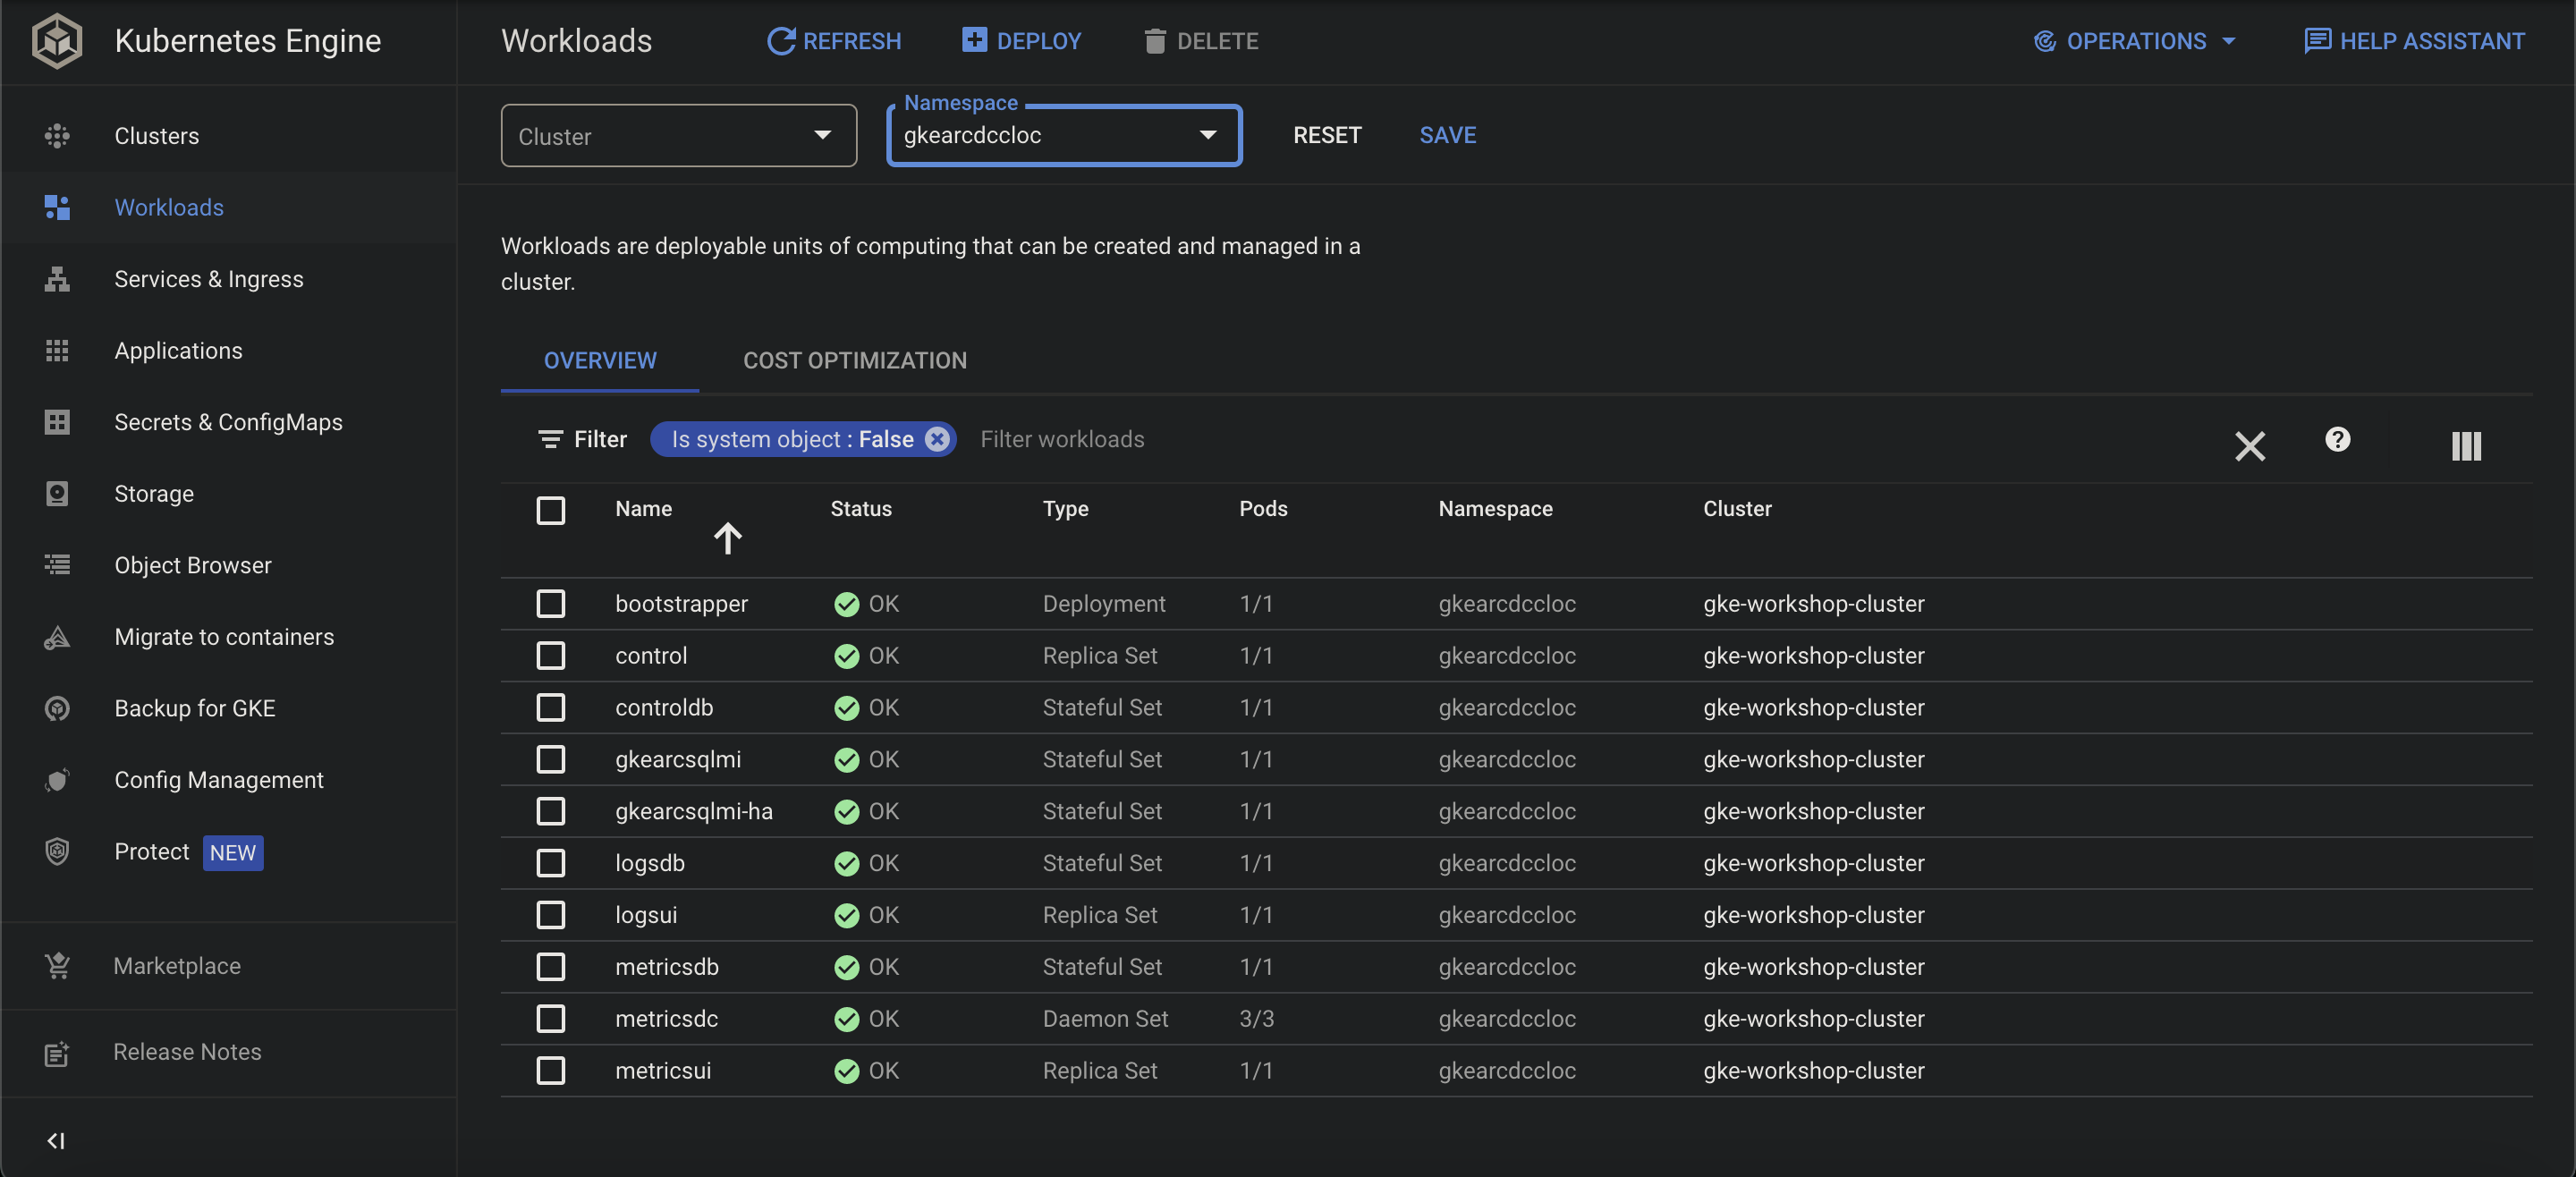 Kubernetes Engine
Workloads
REFRESH
DEPLOY
DELETE
OPERATIONS
HELP ASSISTANT
Clusters
Workloads
Services & Ingress
Applications
Secrets & ConfigMaps
Storage
Object Browser
Migrate to containers
Backup for GKE
Config Management
Protect NEW
Marketplace
Release Notes
Cluster
Namespace
gkearcdccloc
RESET
SAVE
Workloads are deployable units of computing that can be created and managed in a
cluster.
OVERVIEW
COST OPTIMIZATION
Filter
Is system object : False
Filter workloads
Name Status Type Pods Namespace Cluster
bootstrapper OK Deployment 1/1 gkearcdccloc gke-workshop-cluster
control OK Replica Set 1/1 gkearcdccloc gke-workshop-cluster
controldb OK Stateful Set 1/1 gkearcdccloc gke-workshop-cluster
gkearcsqlmi OK Stateful Set 1/1 gkearcdccloc gke-workshop-cluster
gkearcsqlmi-ha OK Stateful Set 1/1 gkearcdccloc gke-workshop-cluster
logsdb OK Stateful Set 1/1 gkearcdccloc gke-workshop-cluster
logsui OK Replica Set 1/1 gkearcdccloc gke-workshop-cluster
metricsdb OK Stateful Set 1/1 gkearcdccloc gke-workshop-cluster
metricsdc OK Daemon Set 3/3 gkearcdccloc gke-workshop-cluster
metricsui OK Replica Set 1/1 gkearcdccloc gke-workshop-cluster